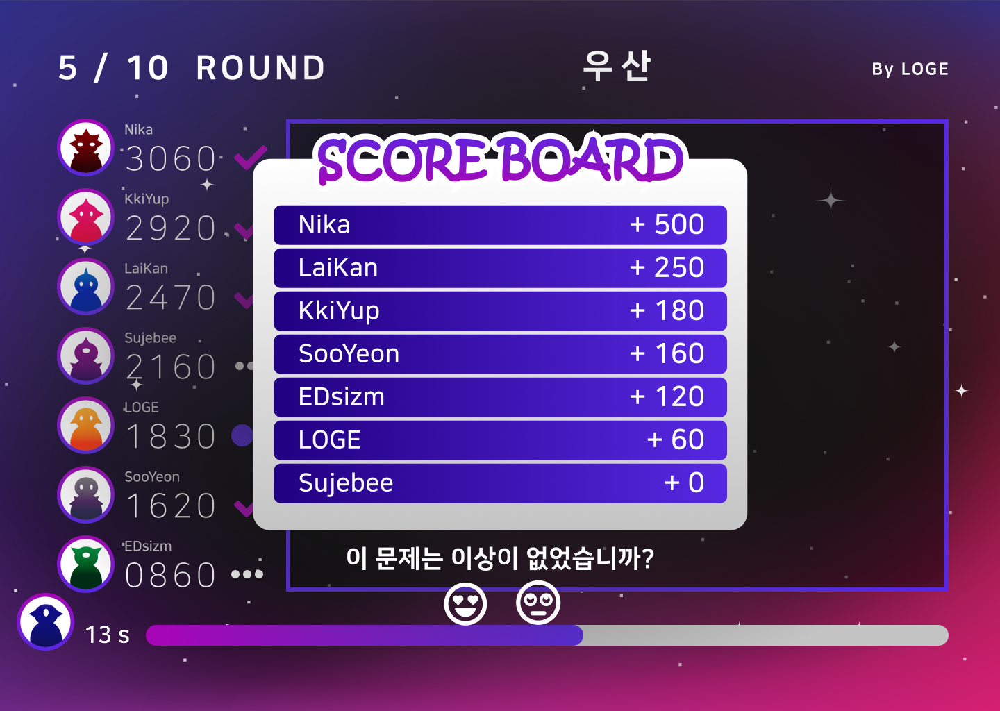 5 / 10 ROUND
우산
By LOGE
Nika
3060
KkiYup
2920
LaiKan
2470
Sujebee
2160
LOGE
1830
SooYeon
1620
EDsizm
0860
SCORE BOARD
Nika + 500
LaiKan + 250
KkiYup + 180
SooYeon + 160
EDsizm + 120
LOGE + 60
Sujebee + 0
이 문제는 이상이 없었습니까?
13 s